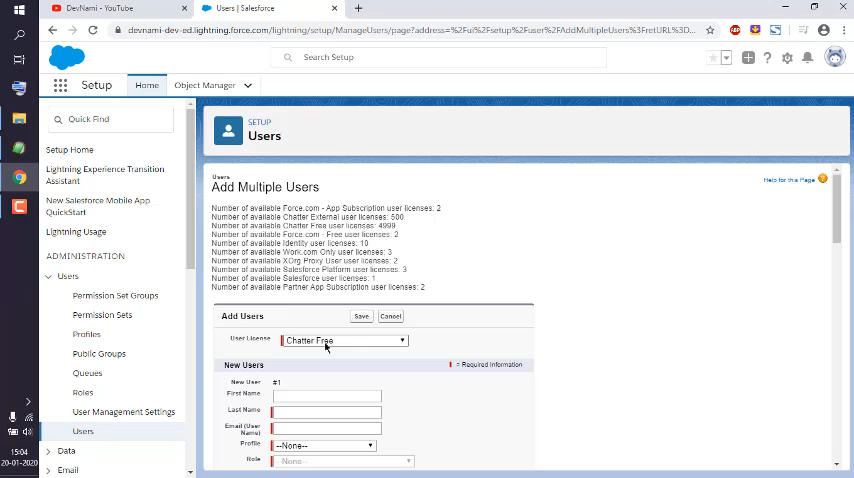 DevNami - YouTube
Users | Salesforce
devnami-dev-ed.lightning.force.com/lightning/setup/ManageUsers/page?address=%2Fui%2Fsetup%2Fuser%2FAddMultipleUsers%3FretURL%3D...
ABP
Search Setup
Setup
Home
Object Manager
Quick Find
Setup Home
Lightning Experience Transition
Assistant
New Salesforce Mobile App
QuickStart
Lightning Usage
ADMINISTRATION
Users
Permission Set Groups
Permission Sets
Profiles
Public Groups
Queues
Roles
User Management Settings
Users
Data
Email
SETUP
Users
Users
Add Multiple Users
Help for this Page
Number of available Force.com - App Subscription user licenses: 2
Number of available Chatter External user licenses: 500
Number of available Chatter Free user licenses: 4999
Number of available Force.com - Free user licenses: 2
Number of available Identity user licenses: 10
Number of available Work.com Only user licenses: 3
Number of available XOrg Proxy User user licenses: 2
Number of available Salesforce Platform user licenses: 3
Number of available Salesforce user licenses: 1
Number of available Partner App Subscription user licenses: 2
Add Users
Save
Cancel
User License
Chatter Free
New Users
= Required Information
New User
#1
First Name
Last Name
Email (User
Name)
Profile
--None--
Role
--None--
15:04
20-01-2020